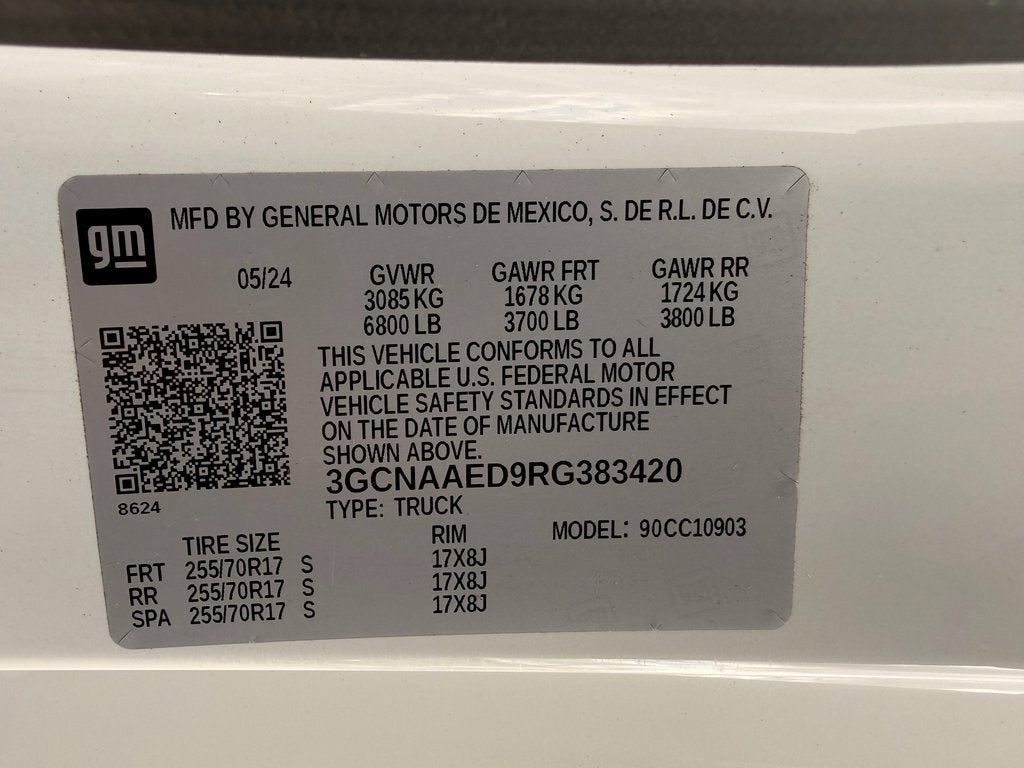 gm
MFD BY GENERAL MOTORS DE MEXICO, S. DE R.L. DE C.V.
05/24 GVWR GAWR FRT GAWR RR
3085 KG 1678 KG 1724 KG
6800 LB 3700 LB 3800 LB
THIS VEHICLE CONFORMS TO ALL
APPLICABLE U.S. FEDERAL MOTOR
VEHICLE SAFETY STANDARDS IN EFFECT
ON THE DATE OF MANUFACTURE
SHOWN ABOVE.
3GCNAAED9RG383420
8624
TYPE: TRUCK
TIRE SIZE RIM MODEL: 90CC10903
FRT 255/70R17 S 17X8J
RR 255/70R17 S 17X8J
SPA 255/70R17 S 17X8J